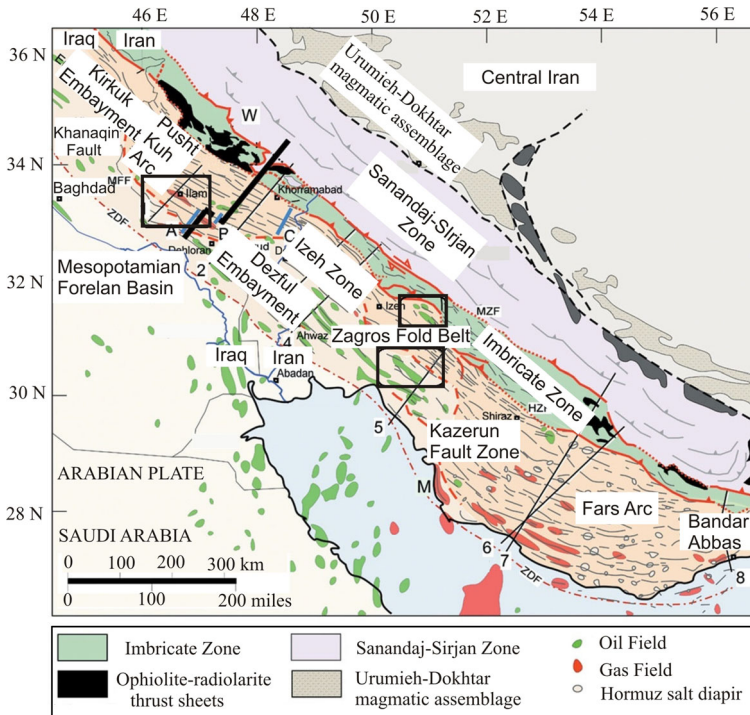 46 E
48 E
50 E
52 E
54 E
56 E
36 N
34 N
32 N
30 N
28 N
Iraq
Iran
Kirkuk
Embayment
Pusht
Kuh
Arc
Khanaqin
Fault
MFF
Baghdad
ZDF
Ilam
W
Khorramabad
A
P
C
D
Dehloran
2
Mesopotamian
Forelan Basin
Dezful
Embayment
Izeh Zone
Urumieh-Dokhtar
magmatic assemblage
Central Iran
Sanandaj-SIrjan
Zone
Izeh
MZF
Ahwaz
4
Zagros Fold Belt
Imbricate Zone
Iraq
Iran
Abadan
5
Shiraz
Kazerun
Fault Zone
M
ARABIAN PLATE
SAUDI ARABIA
Fars Arc
Bandar
Abbas
6
7
ZDF
8
0 100 200 300 km
0 100 200 miles
Imbricate Zone
Sanandaj-Sirjan Zone
Oil Field
Ophiolite-radiolarite
thrust sheets
Urumieh-Dokhtar
magmatic assemblage
Gas Field
Hormuz salt diapir